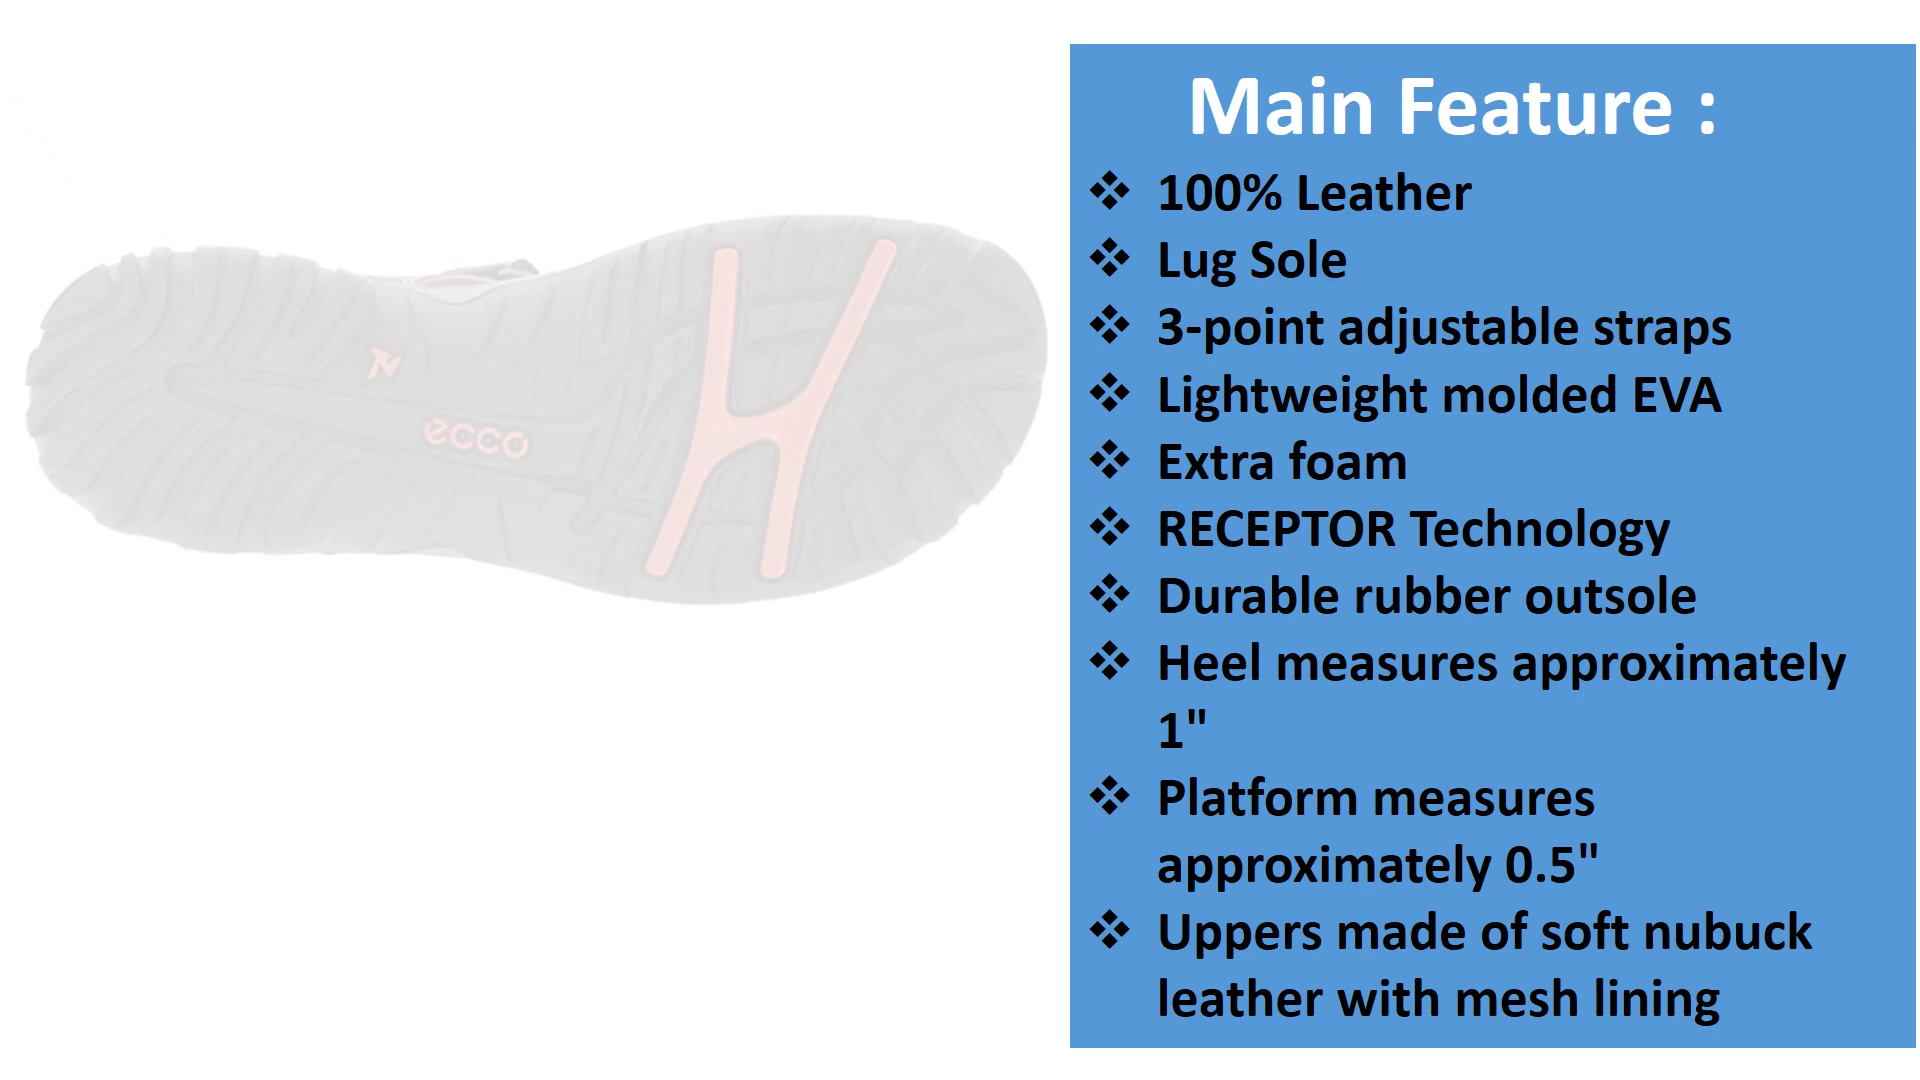 Main Feature :
100% Leather
Lug Sole
3-point adjustable straps
Lightweight molded EVA
Extra foam
RECEPTOR Technology
Durable rubber outsole
Heel measures approximately
1"
Platform measures
approximately 0.5"
Uppers made of soft nubuck
leather with mesh lining
ecco